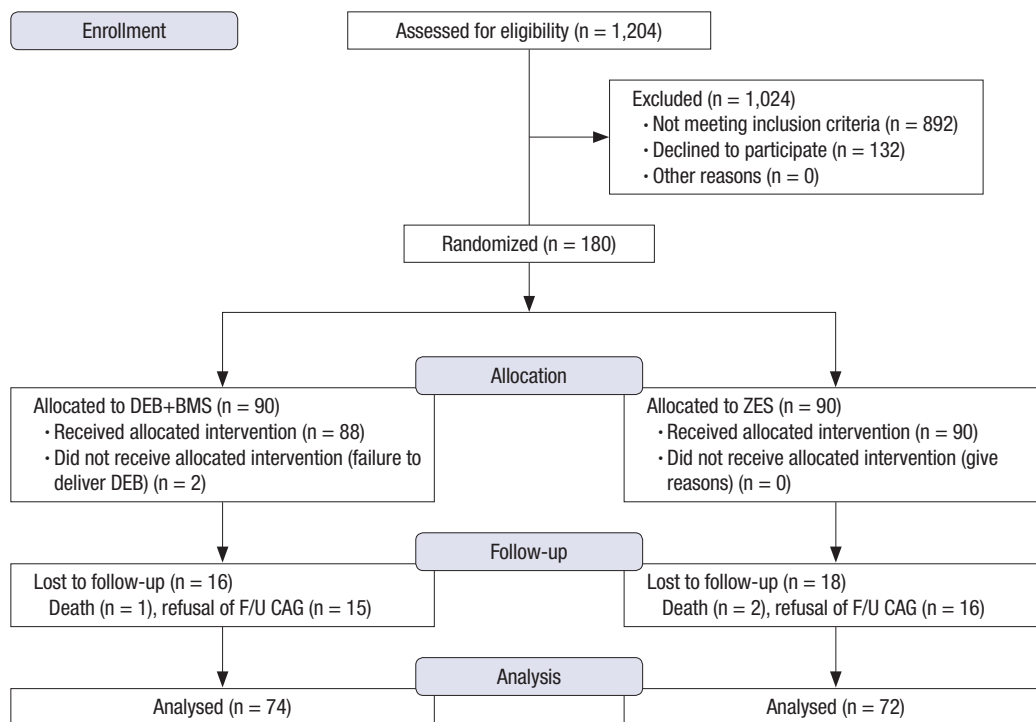 Enrollment
Assessed for eligibility (n = 1,204)
Excluded (n = 1,024)
· Not meeting inclusion criteria (n = 892)
· Declined to participate (n = 132)
· Other reasons (n = 0)
Randomized (n = 180)
Allocation
Allocated to DEB+BMS (n = 90)
· Received allocated intervention (n = 88)
· Did not receive allocated intervention (failure to
deliver DEB) (n = 2)
Allocated to ZES (n = 90)
· Received allocated intervention (n = 90)
· Did not receive allocated intervention (give
reasons) (n = 0)
Follow-up
Lost to follow-up (n = 16)
Death (n = 1), refusal of F/U CAG (n = 15)
Lost to follow-up (n = 18)
Death (n = 2), refusal of F/U CAG (n = 16)
Analysis
Analysed (n = 74)
Analysed (n = 72)